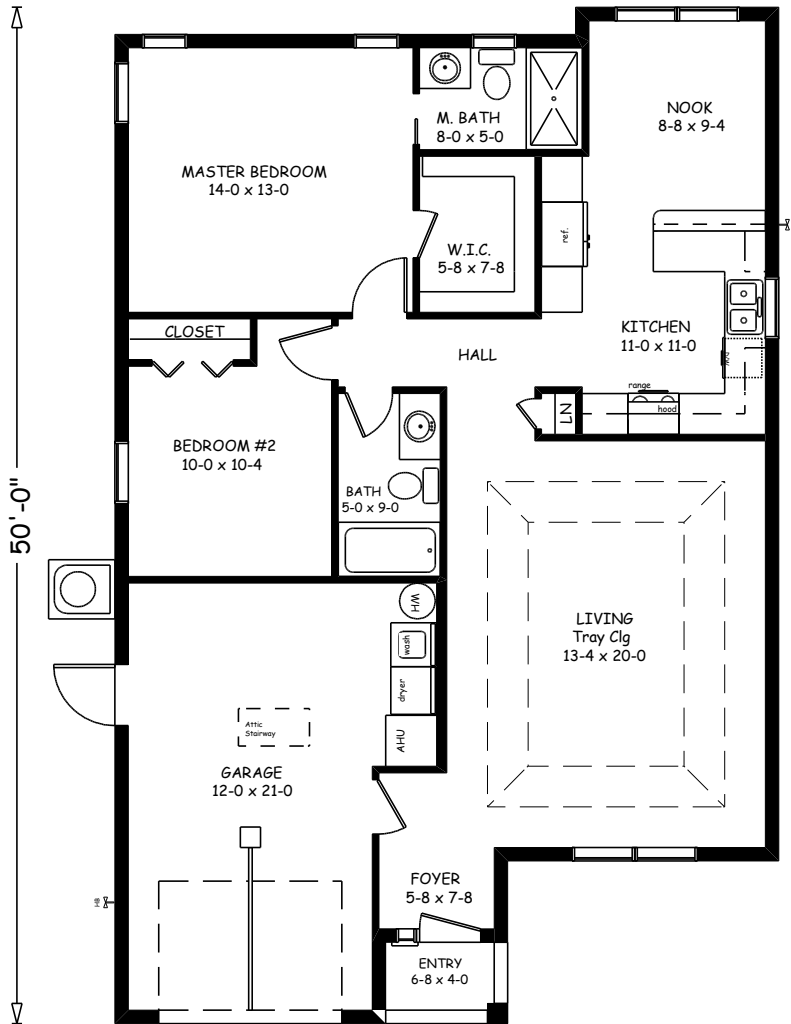 NOOK
8-8 x 9-4
M. BATH
8-0 x 5-0
MASTER BEDROOM
14-0 x 13-0
ref.
W.I.C.
5-8 x 7-8
CLOSET
KITCHEN
11-0 x 11-0
HALL
D/W
range
hood
LN
BEDROOM #2
10-0 x 10-4
BATH
5-0 x 9-0
50'-0"
WH
wash
dryer
AHU
LIVING
Tray Clg
13-4 x 20-0
Attic
Stairway
GARAGE
12-0 x 21-0
FOYER
5-8 x 7-8
HB
ENTRY
6-8 x 4-0